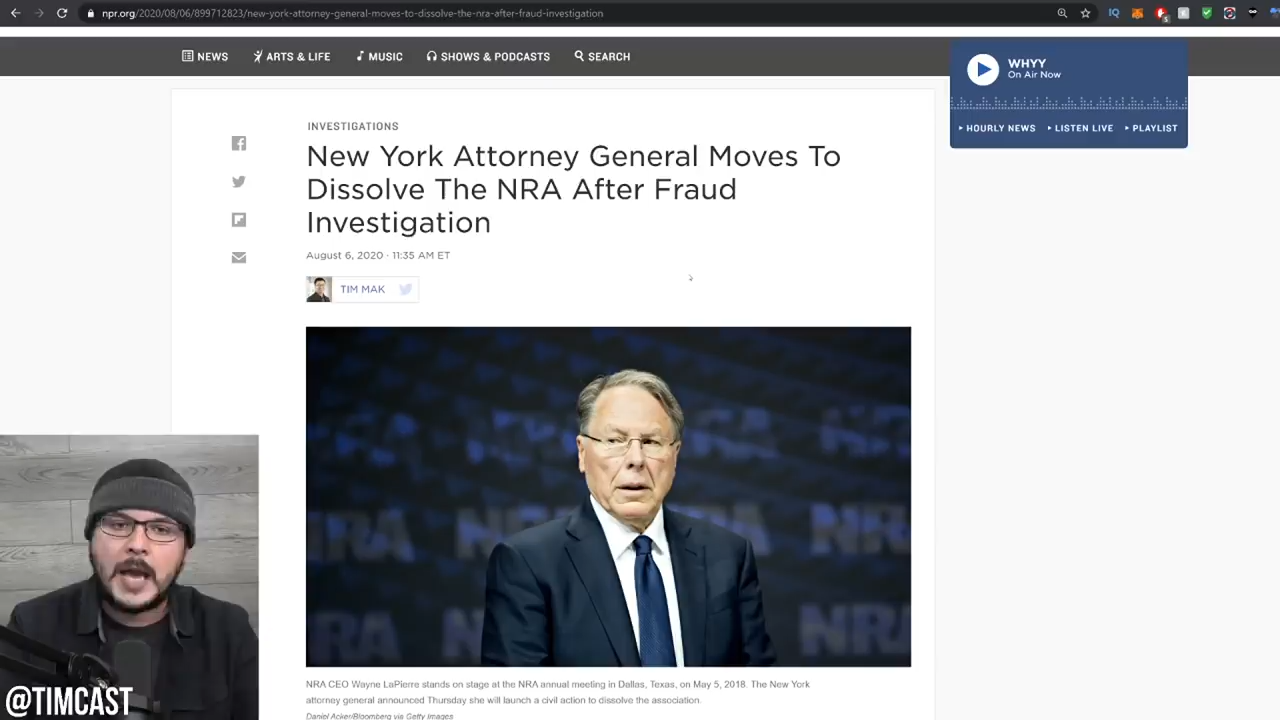 npr.org/2020/08/06/899712823/new-york-attorney-general-moves-to-dissolve-the-nra-after-fraud-investigation
NEWS ARTS & LIFE MUSIC SHOWS & PODCASTS SEARCH
WHYY
On Air Now
HOURLY NEWS LISTEN LIVE PLAYLIST
INVESTIGATIONS
New York Attorney General Moves To
Dissolve The NRA After Fraud
Investigation
August 6, 2020 · 11:35 AM ET
TIM MAK
NRA
NRA
NRA
NRA
NRA
NRA CEO Wayne LaPierre stands on stage at the NRA annual meeting in Dallas, Texas, on May 5, 2018. The New York
attorney general announced Thursday she will launch a civil action to dissolve the association.
Daniel Acker/Bloomberg via Getty Images
@TIMCAST